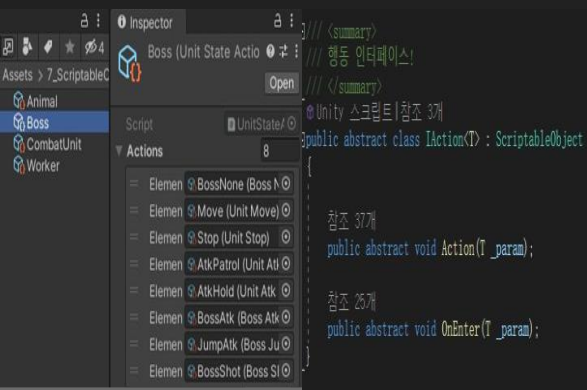 Inspector
4
Boss (Unit State Actio
Open
Assets > 7_ScriptableC
Animal
Boss
CombatUnit
Worker
Script
UnitStateA
Actions
8
Elemen BossNone (Boss N
Elemen Move (Unit Move)
Elemen Stop (Unit Stop)
Elemen AtkPatrol (Unit Atk
Elemen AtkHold (Unit Atk
Elemen BossAtk (Boss Atk
Elemen JumpAtk (Boss Ju
Elemen BossShot (Boss Sl
/// <summary>
/// 행동 인터페이스!
/// </summary>
Unity 스크립트|참조 3개
public abstract class IAction<T> : ScriptableObject
{
참조 37개
public abstract void Action(T _param);
참조 25개
public abstract void OnEnter(T _param);
}